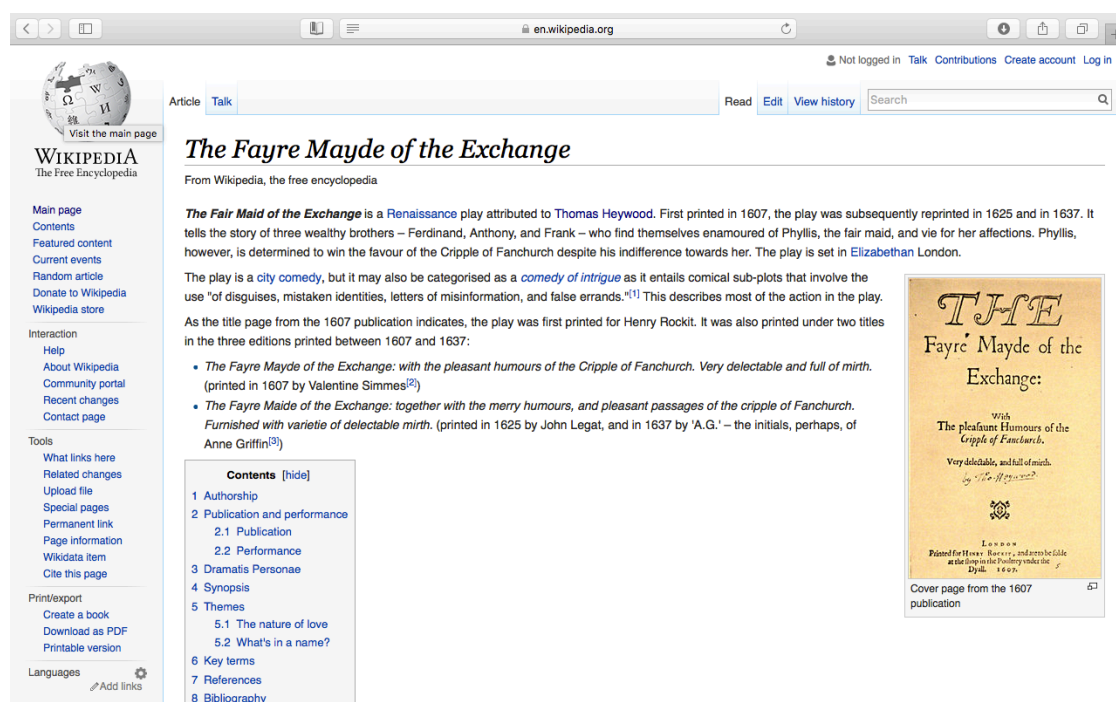 en.wikipedia.org
Not logged in Talk Contributions Create account Log in
Article Talk
Read Edit View history Search
Visit the main page
WIKIPEDIA
The Free Encyclopedia
Main page
Contents
Featured content
Current events
Random article
Donate to Wikipedia
Wikipedia store
Interaction
Help
About Wikipedia
Community portal
Recent changes
Contact page
Tools
What links here
Related changes
Upload file
Special pages
Permanent link
Page information
Wikidata item
Cite this page
Print/export
Create a book
Download as PDF
Printable version
Languages
Add links
The Fayre Mayde of the Exchange
From Wikipedia, the free encyclopedia
The Fair Maid of the Exchange is a Renaissance play attributed to Thomas Heywood. First printed in 1607, the play was subsequently reprinted in 1625 and in 1637. It
tells the story of three wealthy brothers – Ferdinand, Anthony, and Frank – who find themselves enamoured of Phyllis, the fair maid, and vie for her affections. Phyllis,
however, is determined to win the favour of the Cripple of Fanchurch despite his indifference towards her. The play is set in Elizabethan London.
The play is a city comedy, but it may also be categorised as a comedy of intrigue as it entails comical sub-plots that involve the
use "of disguises, mistaken identities, letters of misinformation, and false errands."[1] This describes most of the action in the play.
As the title page from the 1607 publication indicates, the play was first printed for Henry Rockit. It was also printed under two titles
in the three editions printed between 1607 and 1637:
• The Fayre Mayde of the Exchange: with the pleasant humours of the Cripple of Fanchurch. Very delectable and full of mirth.
(printed in 1607 by Valentine Simmes[2])
• The Fayre Maide of the Exchange: together with the merry humours, and pleasant passages of the cripple of Fanchurch.
Furnished with varietie of delectable mirth. (printed in 1625 by John Legat, and in 1637 by 'A.G.' – the initials, perhaps, of
Anne Griffin[3])
Contents [hide]
1 Authorship
2 Publication and performance
2.1 Publication
2.2 Performance
3 Dramatis Personae
4 Synopsis
5 Themes
5.1 The nature of love
5.2 What's in a name?
6 Key terms
7 References
8 Bibliography
THE
Fayre Mayde of the
Exchange:
With
The pleasaunt Humours of the
Cripple of Fanchurch.
Very delectable, and full of mirth.
by Tho. Heywood.
LONDON
Printed for HENRY ROCKIT, and are to be solde
at the shop in the Poultrey vnder the
Dyall. 1607.
Cover page from the 1607
publication